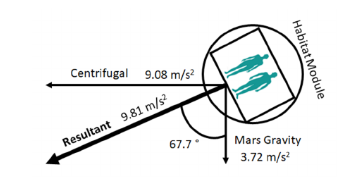 Habitat Module
Centrifugal 9.08 m/s²
Resultant 9.81 m/s²
67.7 °
Mars Gravity
3.72 m/s²